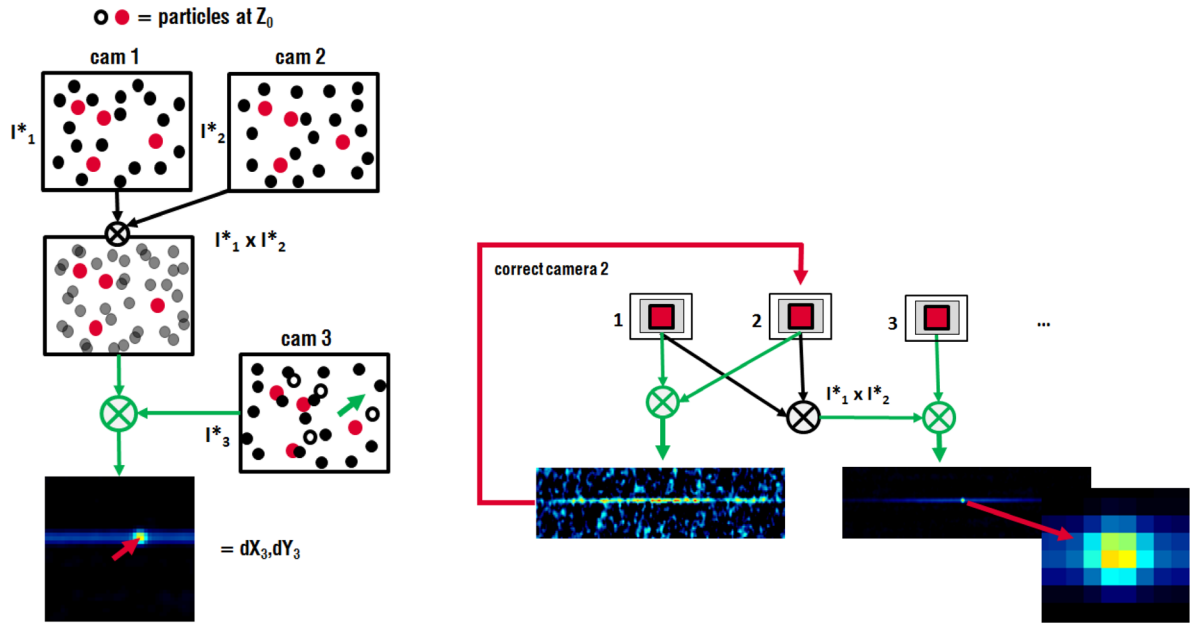 = particles at Z₀
cam 1
cam 2
I*₁
I*₂
I*₁ x I*₂
cam 3
I*₃
= dX₃,dY₃
correct camera 2
1
2
3
...
I*₁ x I*₂